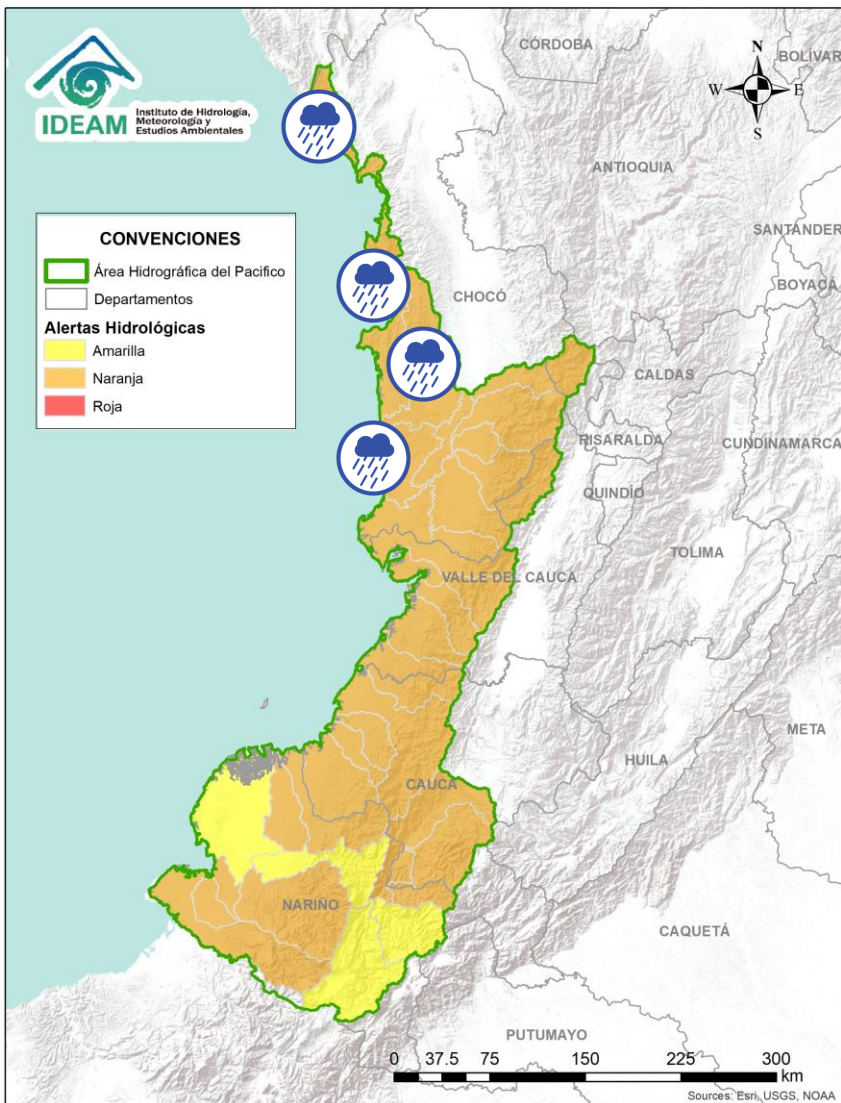 IDEAM
Instituto de Hidrología,
Meteorología y
Estudios Ambientales
CÓRDOBA
BOLÍVAR
N
W
E
S
ANTIOQUIA
SANTANDER
BOYACÁ
CONVENCIONES
Área Hidrográfica del Pacifico
Departamentos
Alertas Hidrológicas
Amarilla
Naranja
Roja
CHOCÓ
CALDAS
RISARALDA
CUNDINAMARCA
QUINDÍO
TOLIMA
VALLE DEL CAUCA
META
HUILA
CAUCA
NARIÑO
CAQUETÁ
PUTUMAYO
0 37.5 75 150 225 300
km
Sources: Esri, USGS, NOAA